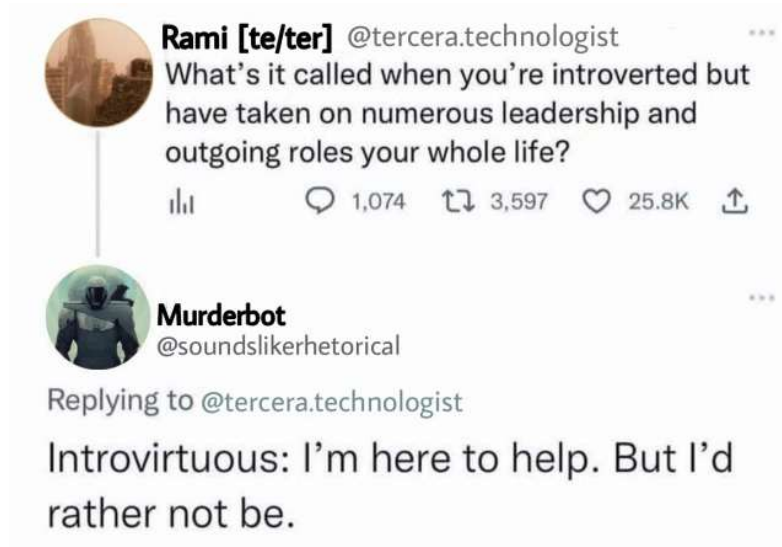 Rami [te/ter] @tercera.technologist
What's it called when you're introverted but
have taken on numerous leadership and
outgoing roles your whole life?
1,074 3,597 25.8K
Murderbot
@soundslikerhetorical
Replying to @tercera.technologist
Introvirtuous: I'm here to help. But I'd
rather not be.